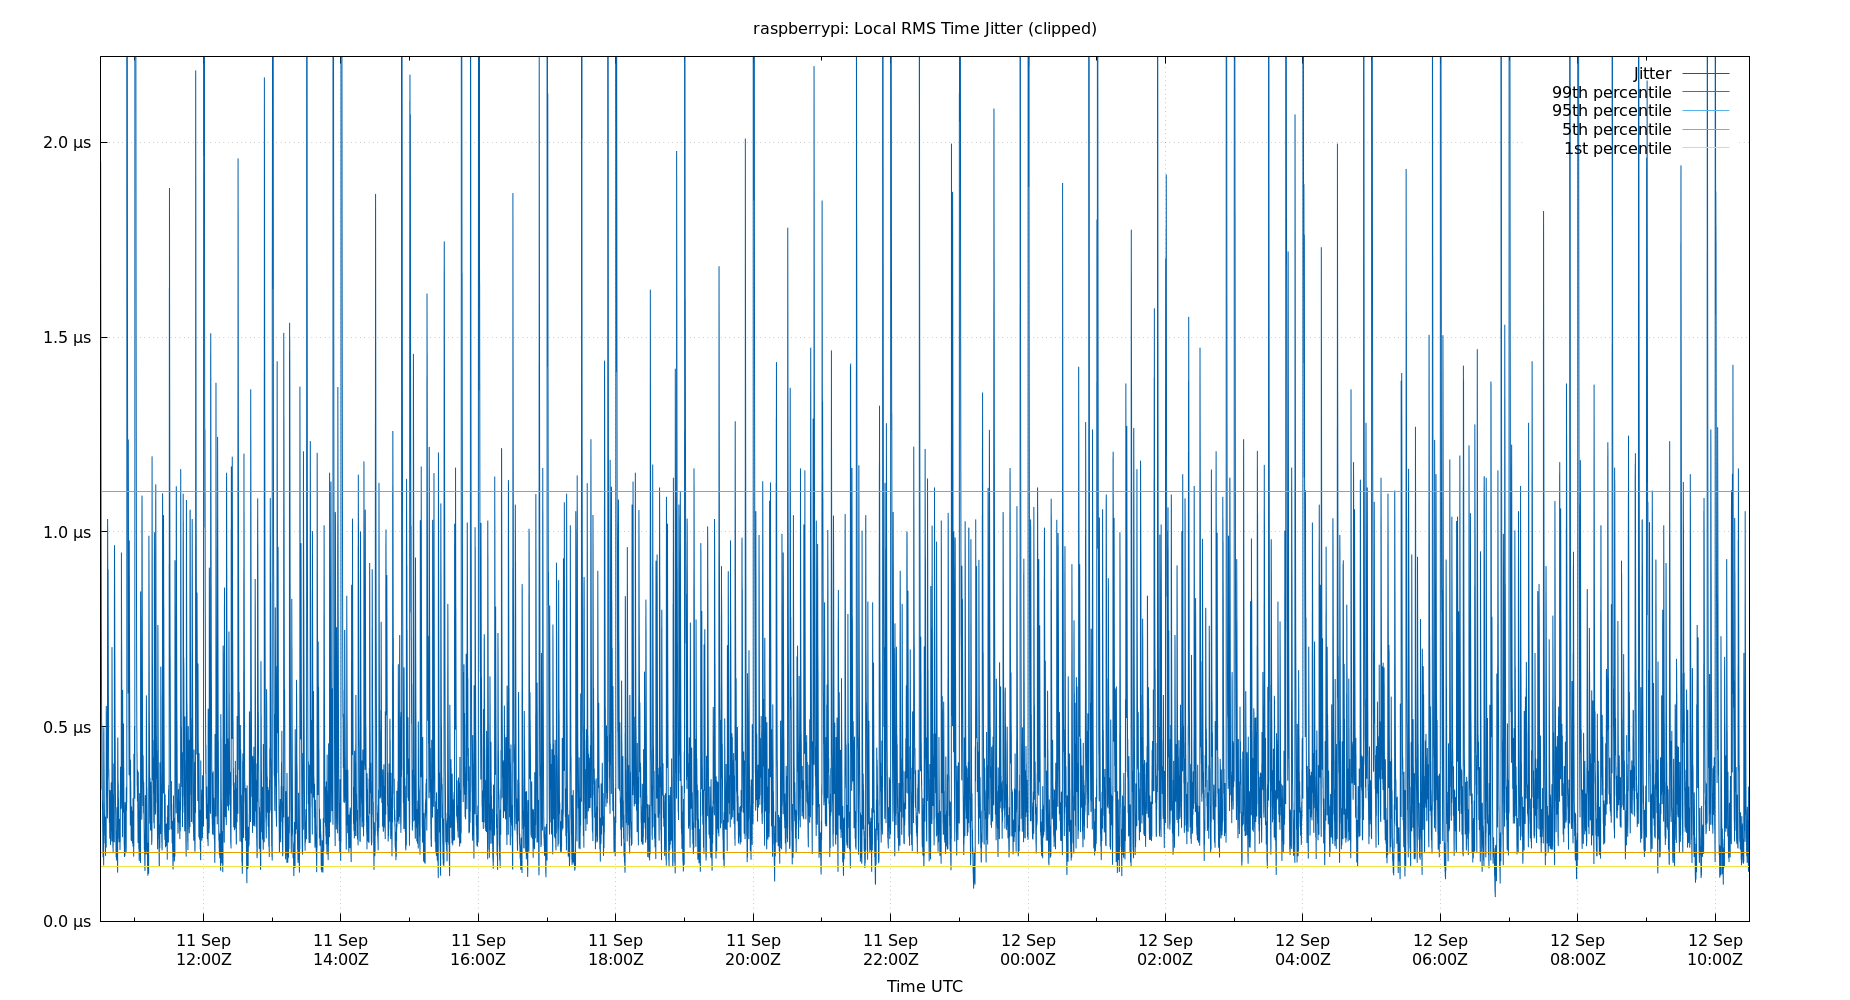 raspberrypi: Local RMS Time Jitter (clipped)
Jitter
99th percentile
95th percentile
5th percentile
1st percentile
2.0 µs
1.5 µs
1.0 µs
0.5 µs
0.0 µs
11 Sep 11 Sep 11 Sep 11 Sep 11 Sep 11 Sep 12 Sep 12 Sep 12 Sep 12 Sep 12 Sep 12 Sep
12:00Z 14:00Z 16:00Z 18:00Z 20:00Z 22:00Z 00:00Z 02:00Z 04:00Z 06:00Z 08:00Z 10:00Z
Time UTC